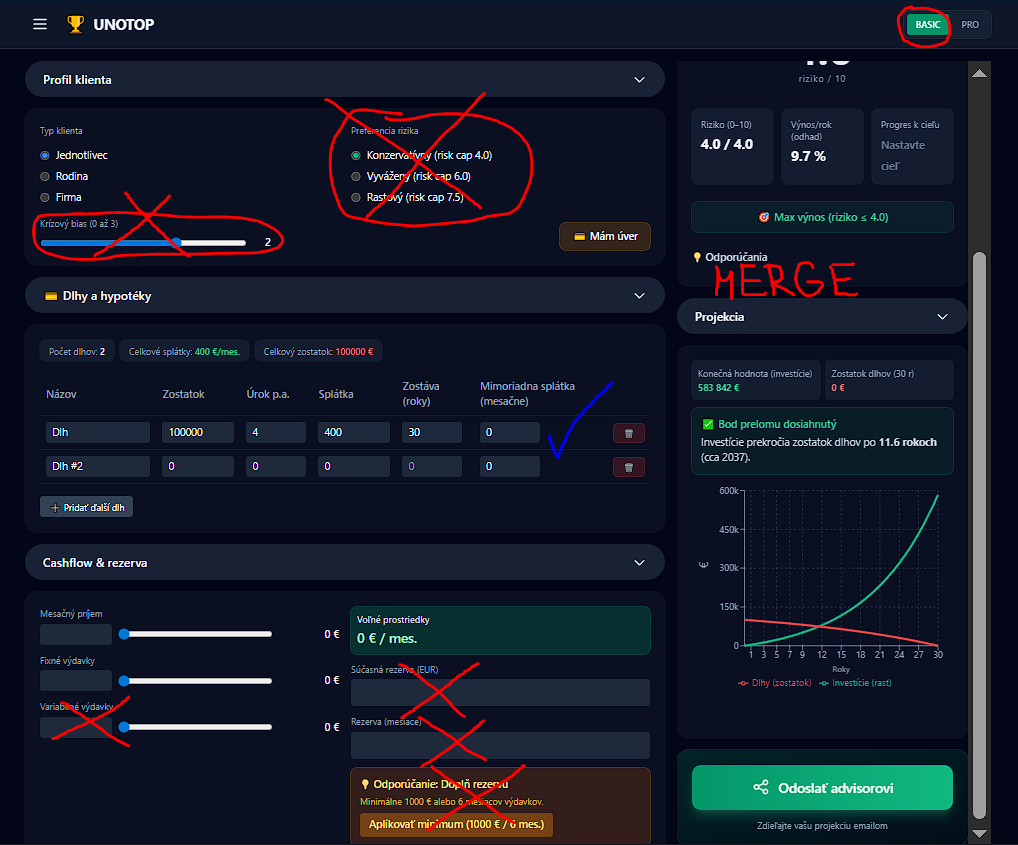 UNOTOP
BASIC
PRO
Profil klienta
Typ klienta
Jednotlivec
Rodina
Firma
Krízový bias (0 až 3)
2
Preferencia rizika
Konzervatívny (risk cap 4.0)
Vyvážený (risk cap 6.0)
Rastový (risk cap 7.5)
Mám úver
Dlhy a hypotéky
Počet dlhov: 2
Celkové splátky: 400 €/mes.
Celkový zostatok: 100000 €
Názov Zostatok Úrok p.a. Splátka Zostáva (roky) Mimoriadna splátka (mesačne)
Dlh 100000 4 400 30 0
Dlh #2 0 0 0 0 0
Pridať ďalší dlh
Cashflow & rezerva
Mesačný príjem
0 €
Fixné výdavky
0 €
Variabilné výdavky
0 €
Voľné prostriedky
0 € / mes.
Súčasná rezerva (EUR)
Rezerva (mesiace)
Odporúčanie: Doplň rezervu
Minimálne 1000 € alebo 6 mesiacov výdavkov.
Aplikovať minimum (1000 € / 6 mes.)
riziko / 10
Riziko (0–10)
4.0 / 4.0
Výnos/rok
(odhad)
9.7 %
Progres k cieľu
Nastavte
cieľ
Max výnos (riziko ≤ 4.0)
Odporúčania
MERGE
Projekcia
Konečná hodnota (investície)
583 842 €
Zostatok dlhov (30 r)
0 €
Bod prelomu dosiahnutý
Investície prekročia zostatok dlhov po 11.6 rokoch
(cca 2037).
600k
450k
300k
150k
0
€
1 3 5 7 9 12 15 18 21 24 27 30
Roky
Dlhy (zostatok)
Investície (rast)
Odoslať advisorovi
Zdieľajte vašu projekciu emailom